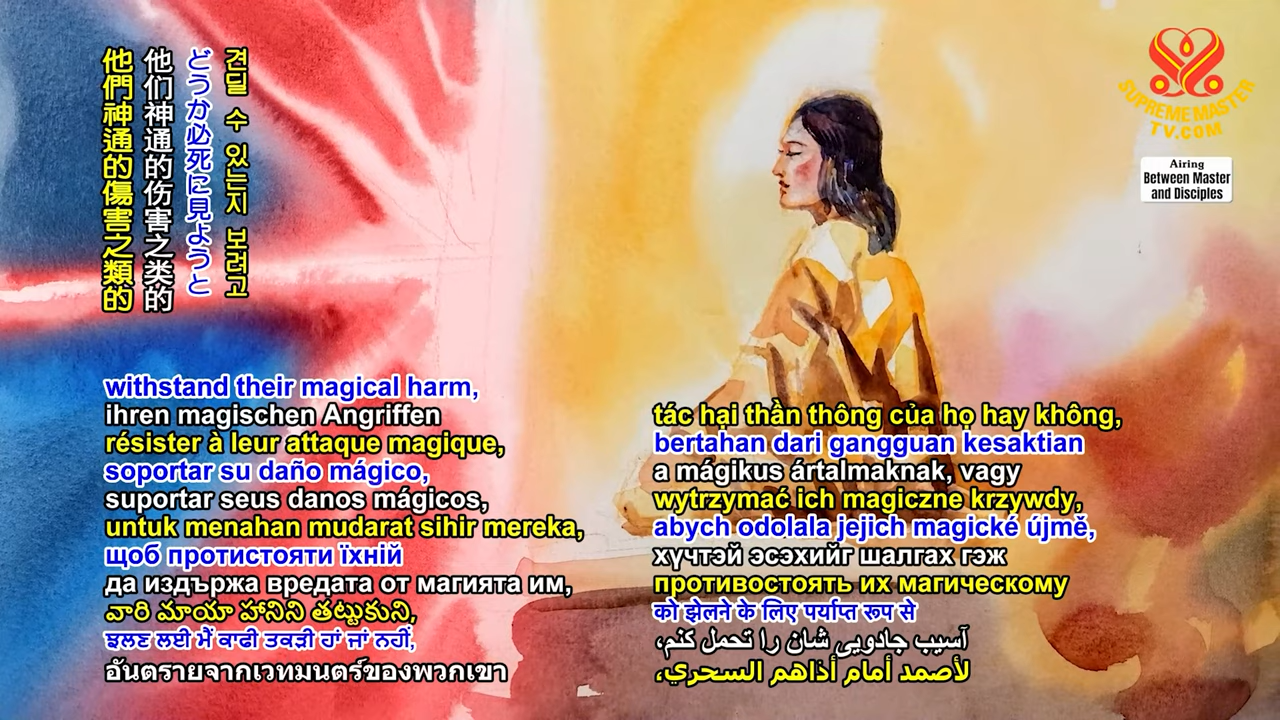 견딜 수 있는지 보려고
どうか必死に見ようと
他们神通的伤害之类的
他們神通的傷害之類的
SUPREME MASTER
TV.COM
Airing
Between Master
and Disciples
withstand their magical harm,
ihren magischen Angriffen
résister à leur attaque magique,
soportar su daño mágico,
suportar seus danos mágicos,
untuk menahan mudarat sihir mereka,
щоб протистояти їхній
да издържа вредата от магията им,
వారి మాయా హానిని తట్టుకుని,
ਝਲਣ ਲਈ ਮੈਂ ਕਾਫੀ ਤਕੜੀ ਹਾਂ ਜਾਂ ਨਹੀਂ,
อันตรายจากเวทมนตร์ของพวกเขา
tác hại thần thông của họ hay không,
bertahan dari gangguan kesaktian
a mágikus ártalmaknak, vagy
wytrzymać ich magiczne krzywdy,
abych odolala jejich magické újmě,
хүчтэй эсэхийг шалгах гэж
противостоять их магическому
को झेलने के लिए पर्याप्त रूप से
آسیب جادویی شان را تحمل کنم،
لأصمد أمام أذاهم السحري،